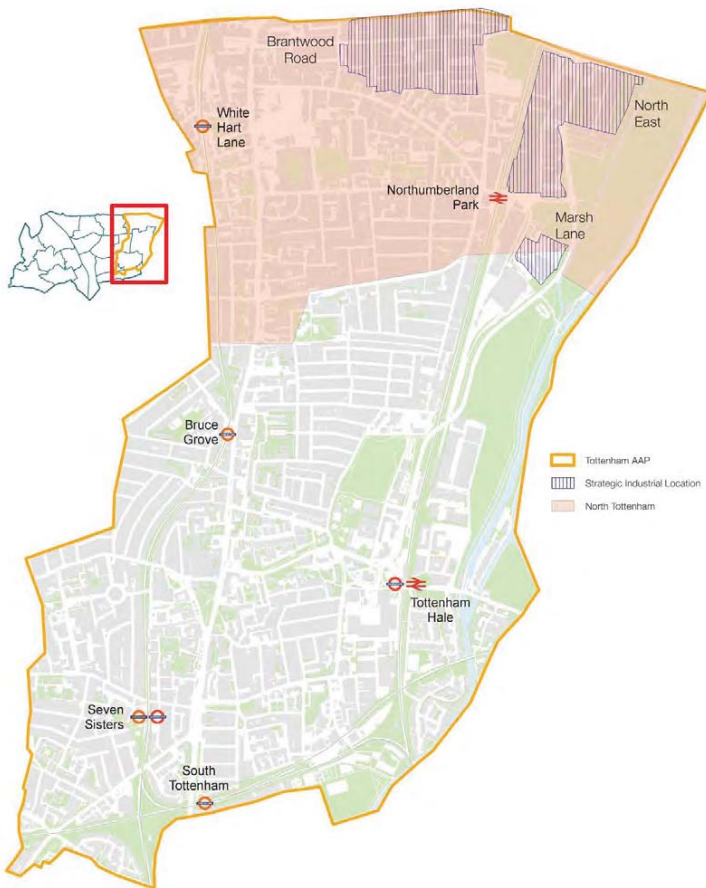 Brantwood
Road
White
Hart
Lane
North
East
Northumberland
Park
Marsh
Lane
Bruce
Grove
Tottenham AAP
Strategic Industrial Location
North Tottenham
Tottenham
Hale
Seven
Sisters
South
Tottenham